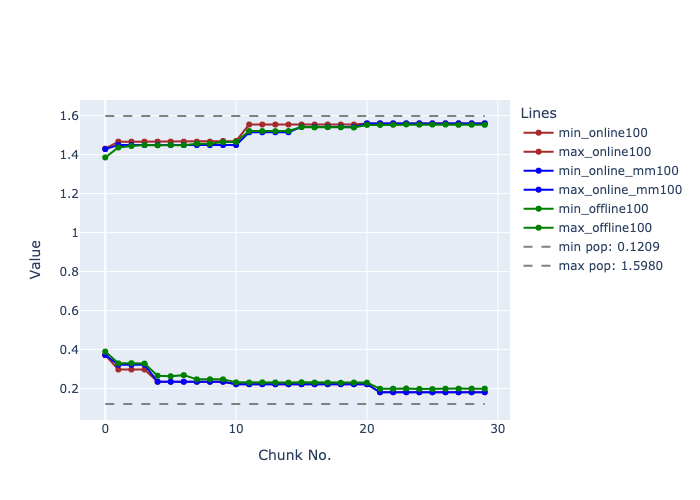 Lines
min_online100
max_online100
min_online_mm100
max_online_mm100
min_offline100
max_offline100
min pop: 0.1209
max pop: 1.5980
1.6
1.4
1.2
1
0.8
0.6
0.4
0.2
Value
0 10 20 30
Chunk No.